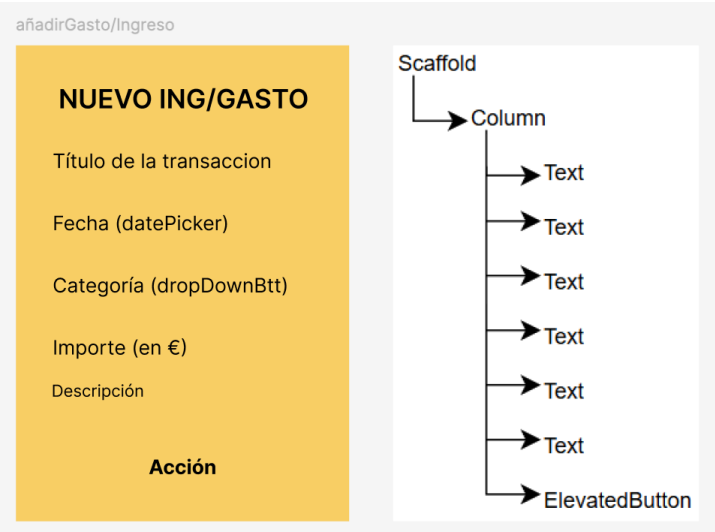 añadirGasto/Ingreso
NUEVO ING/GASTO
Título de la transaccion
Fecha (datePicker)
Categoría (dropDownBtt)
Importe (en €)
Descripción
Acción
Scaffold
Column
Text
Text
Text
Text
Text
Text
ElevatedButton